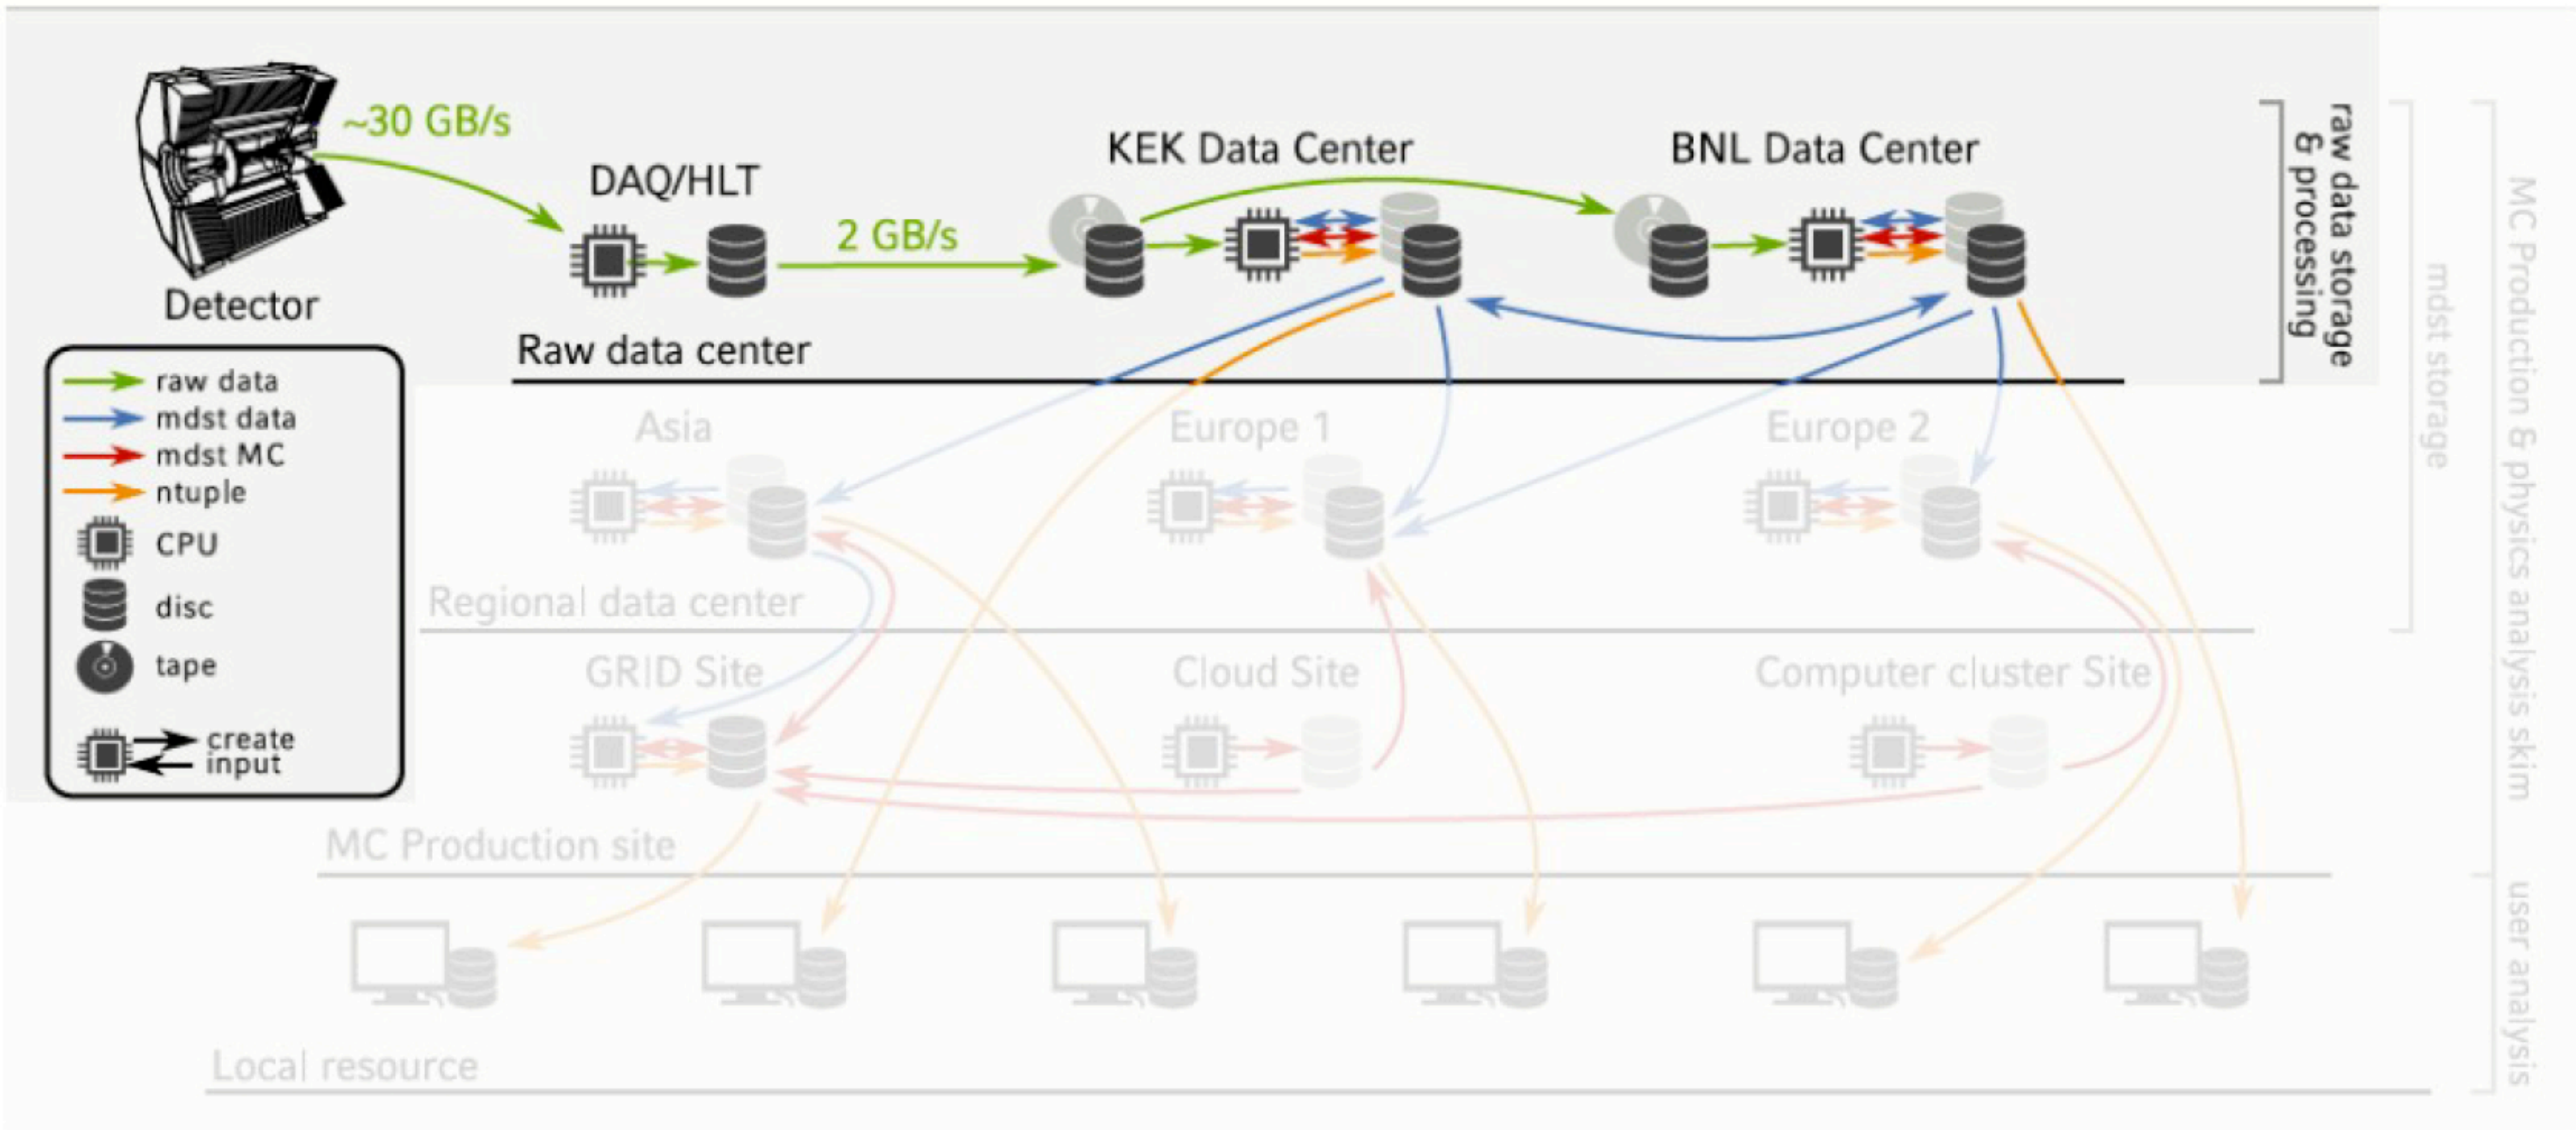 ~30 GB/s
DAQ/HLT
2 GB/s
KEK Data Center
BNL Data Center
Detector
Raw data center
raw data storage
& processing
raw data
mdst data
mdst MC
ntuple
CPU
disc
tape
create
input
Asia
Europe 1
Europe 2
Regional data center
mdst storage
GRID Site
Cloud Site
Computer cluster Site
MC Production site
MC Production & physics analysis skim
Local resource
user analysis